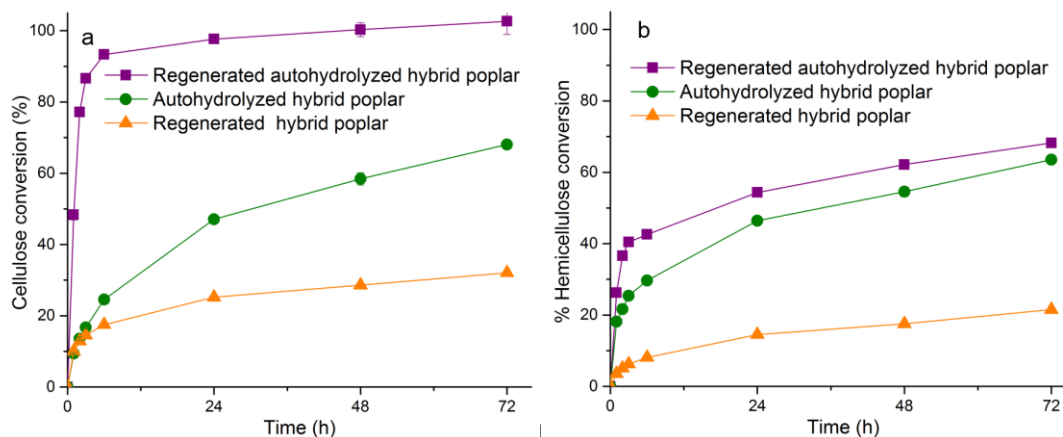 a
Regenerated autohydrolyzed hybrid poplar
Autohydrolyzed hybrid poplar
Regenerated hybrid poplar
Cellulose conversion (%)
100
80
60
40
20
0
0 24 48 72
Time (h)
b
Regenerated autohydrolyzed hybrid poplar
Autohydrolyzed hybrid poplar
Regenerated hybrid poplar
% Hemicellulose conversion
100
80
60
40
20
0
0 24 48 72
Time (h)